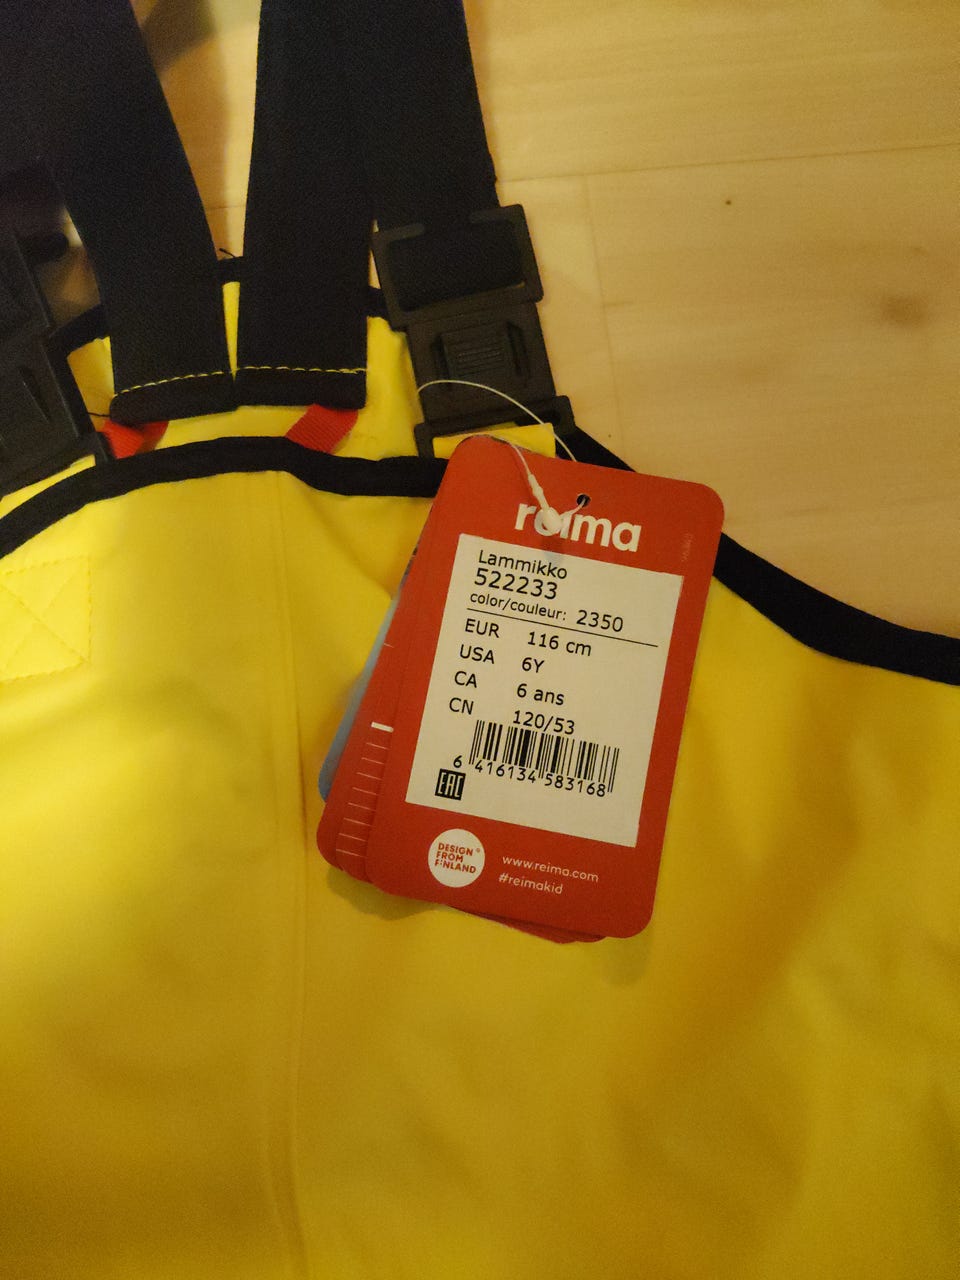 reima
Lammikko
522233
color/couleur: 2350
EUR 116 cm
USA 6Y
CA 6 ans
CN 120/53
6 416134 583168
EAC
DESIGN
FROM
FINLAND
www.reima.com
#reimakid